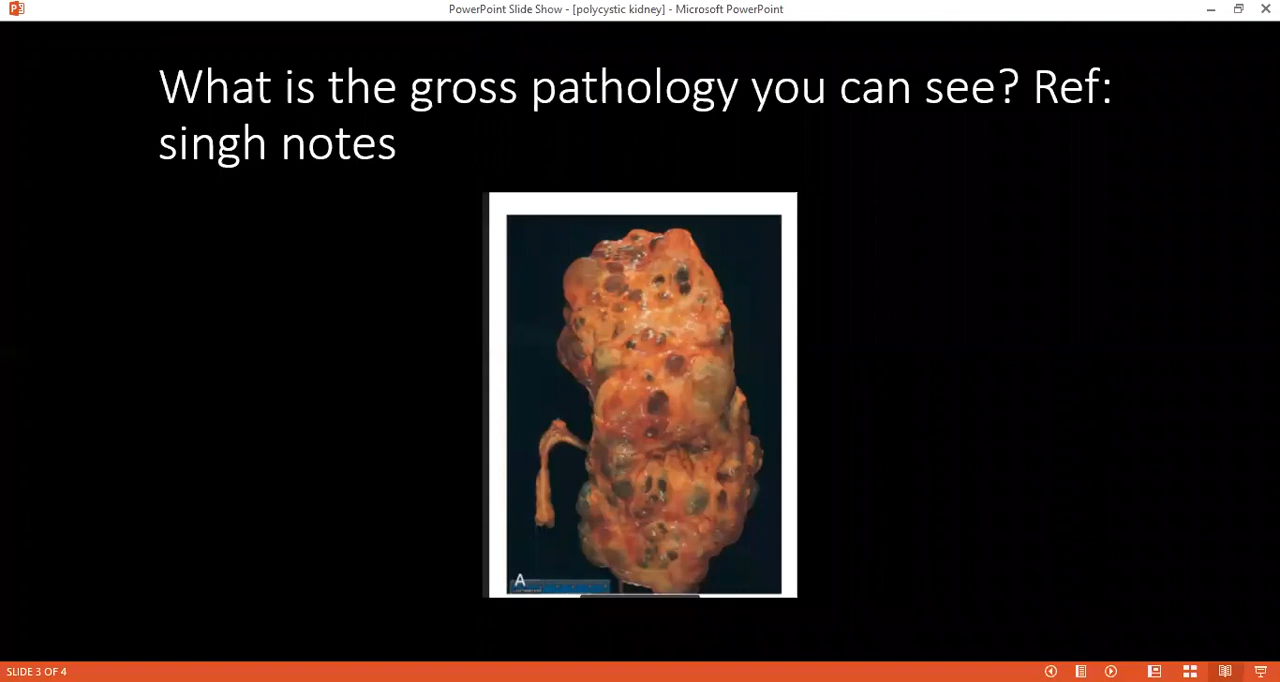 PowerPoint Slide Show - [polycystic kidney] - Microsoft PowerPoint
What is the gross pathology you can see? Ref:
singh notes
A
SLIDE 3 OF 4